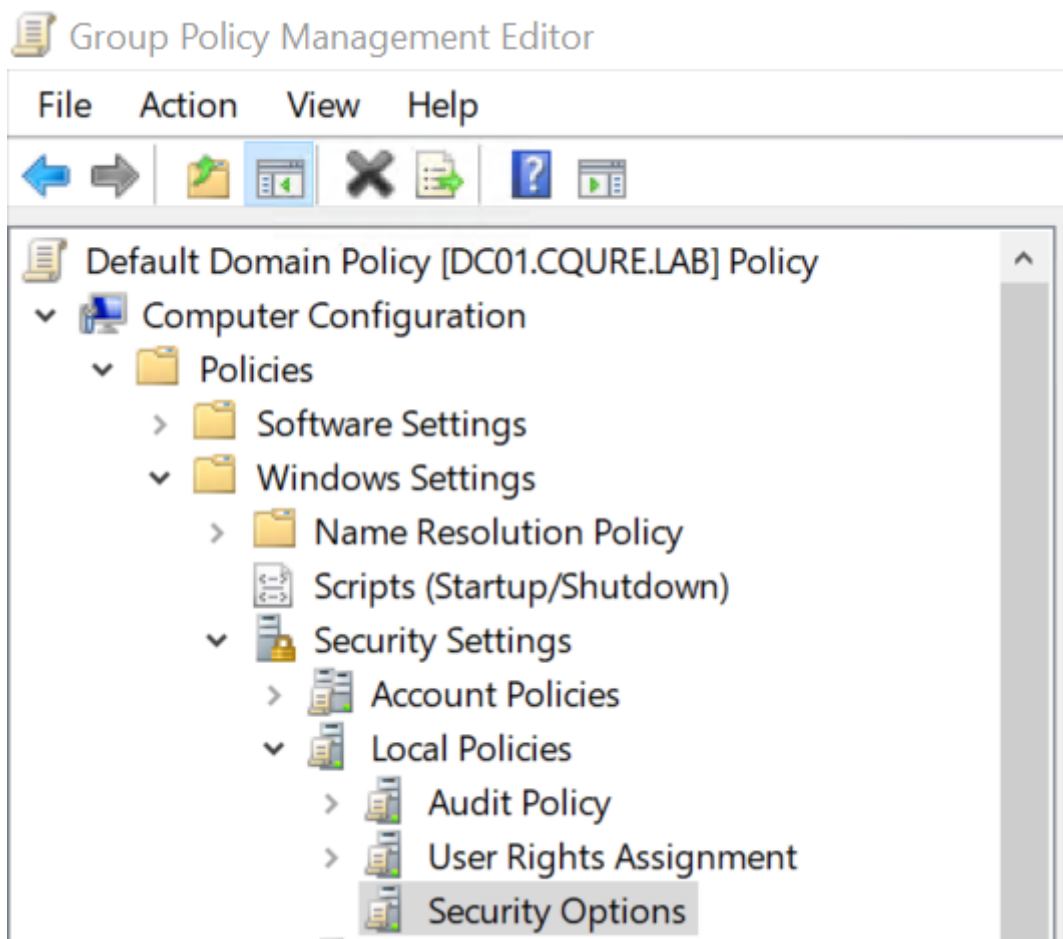 Group Policy Management Editor
File Action View Help
?
Default Domain Policy [DC01.CQURE.LAB] Policy
Computer Configuration
Policies
Software Settings
Windows Settings
Name Resolution Policy
Scripts (Startup/Shutdown)
Security Settings
Account Policies
Local Policies
Audit Policy
User Rights Assignment
Security Options